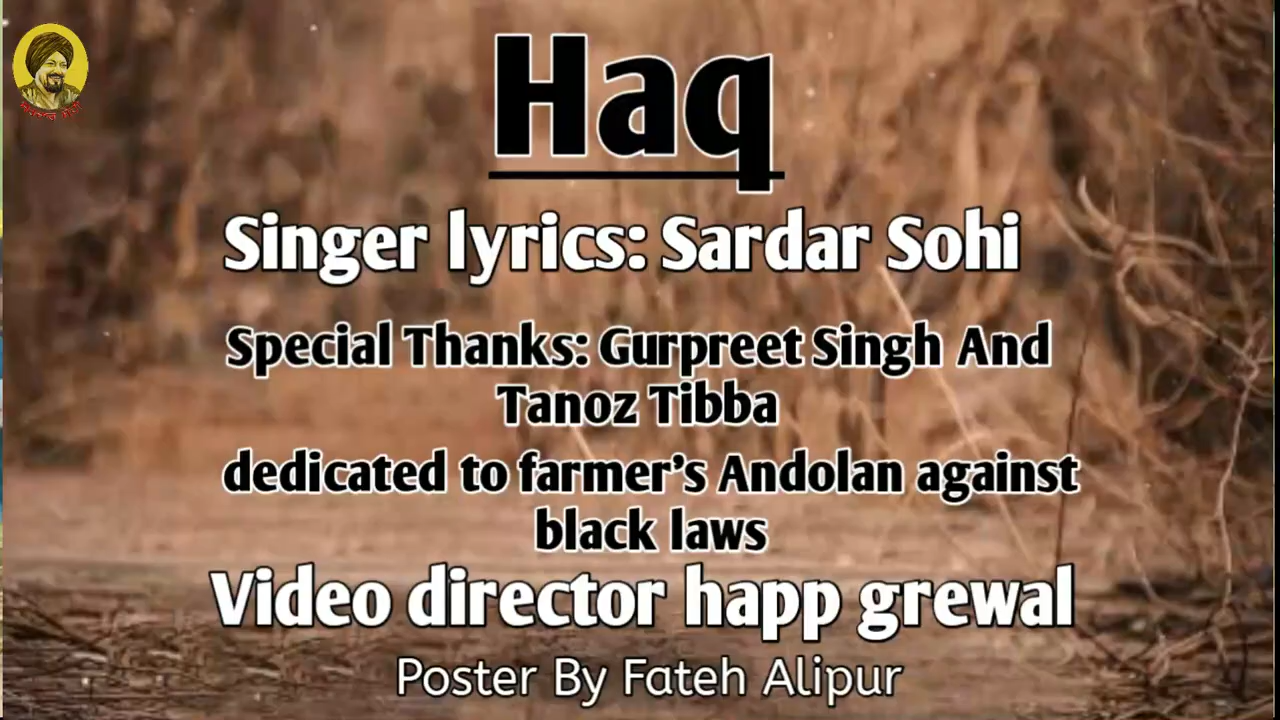 Haq
Singer lyrics: Sardar Sohi
Special Thanks: Gurpreet Singh And
Tanoz Tibba
dedicated to farmer’s Andolan against
black laws
Video director happ grewal
Poster By Fateh Alipur